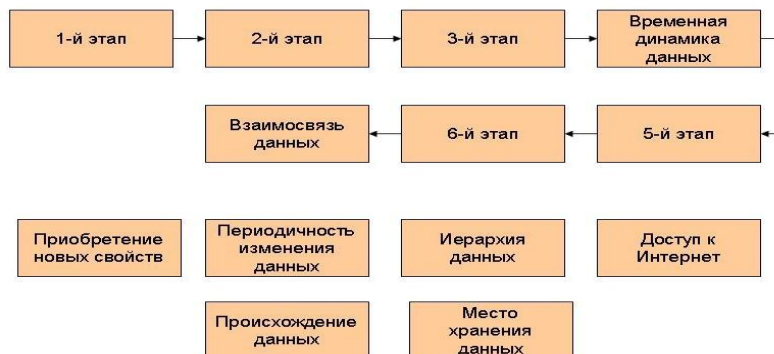 1-й этап
2-й этап
3-й этап
Временная
динамика
данных
Взаимосвязь
данных
6-й этап
5-й этап
Приобретение
новых свойств
Периодичность
изменения
данных
Иерархия
данных
Доступ к
Интернет
Происхождение
данных
Место
хранения
данных